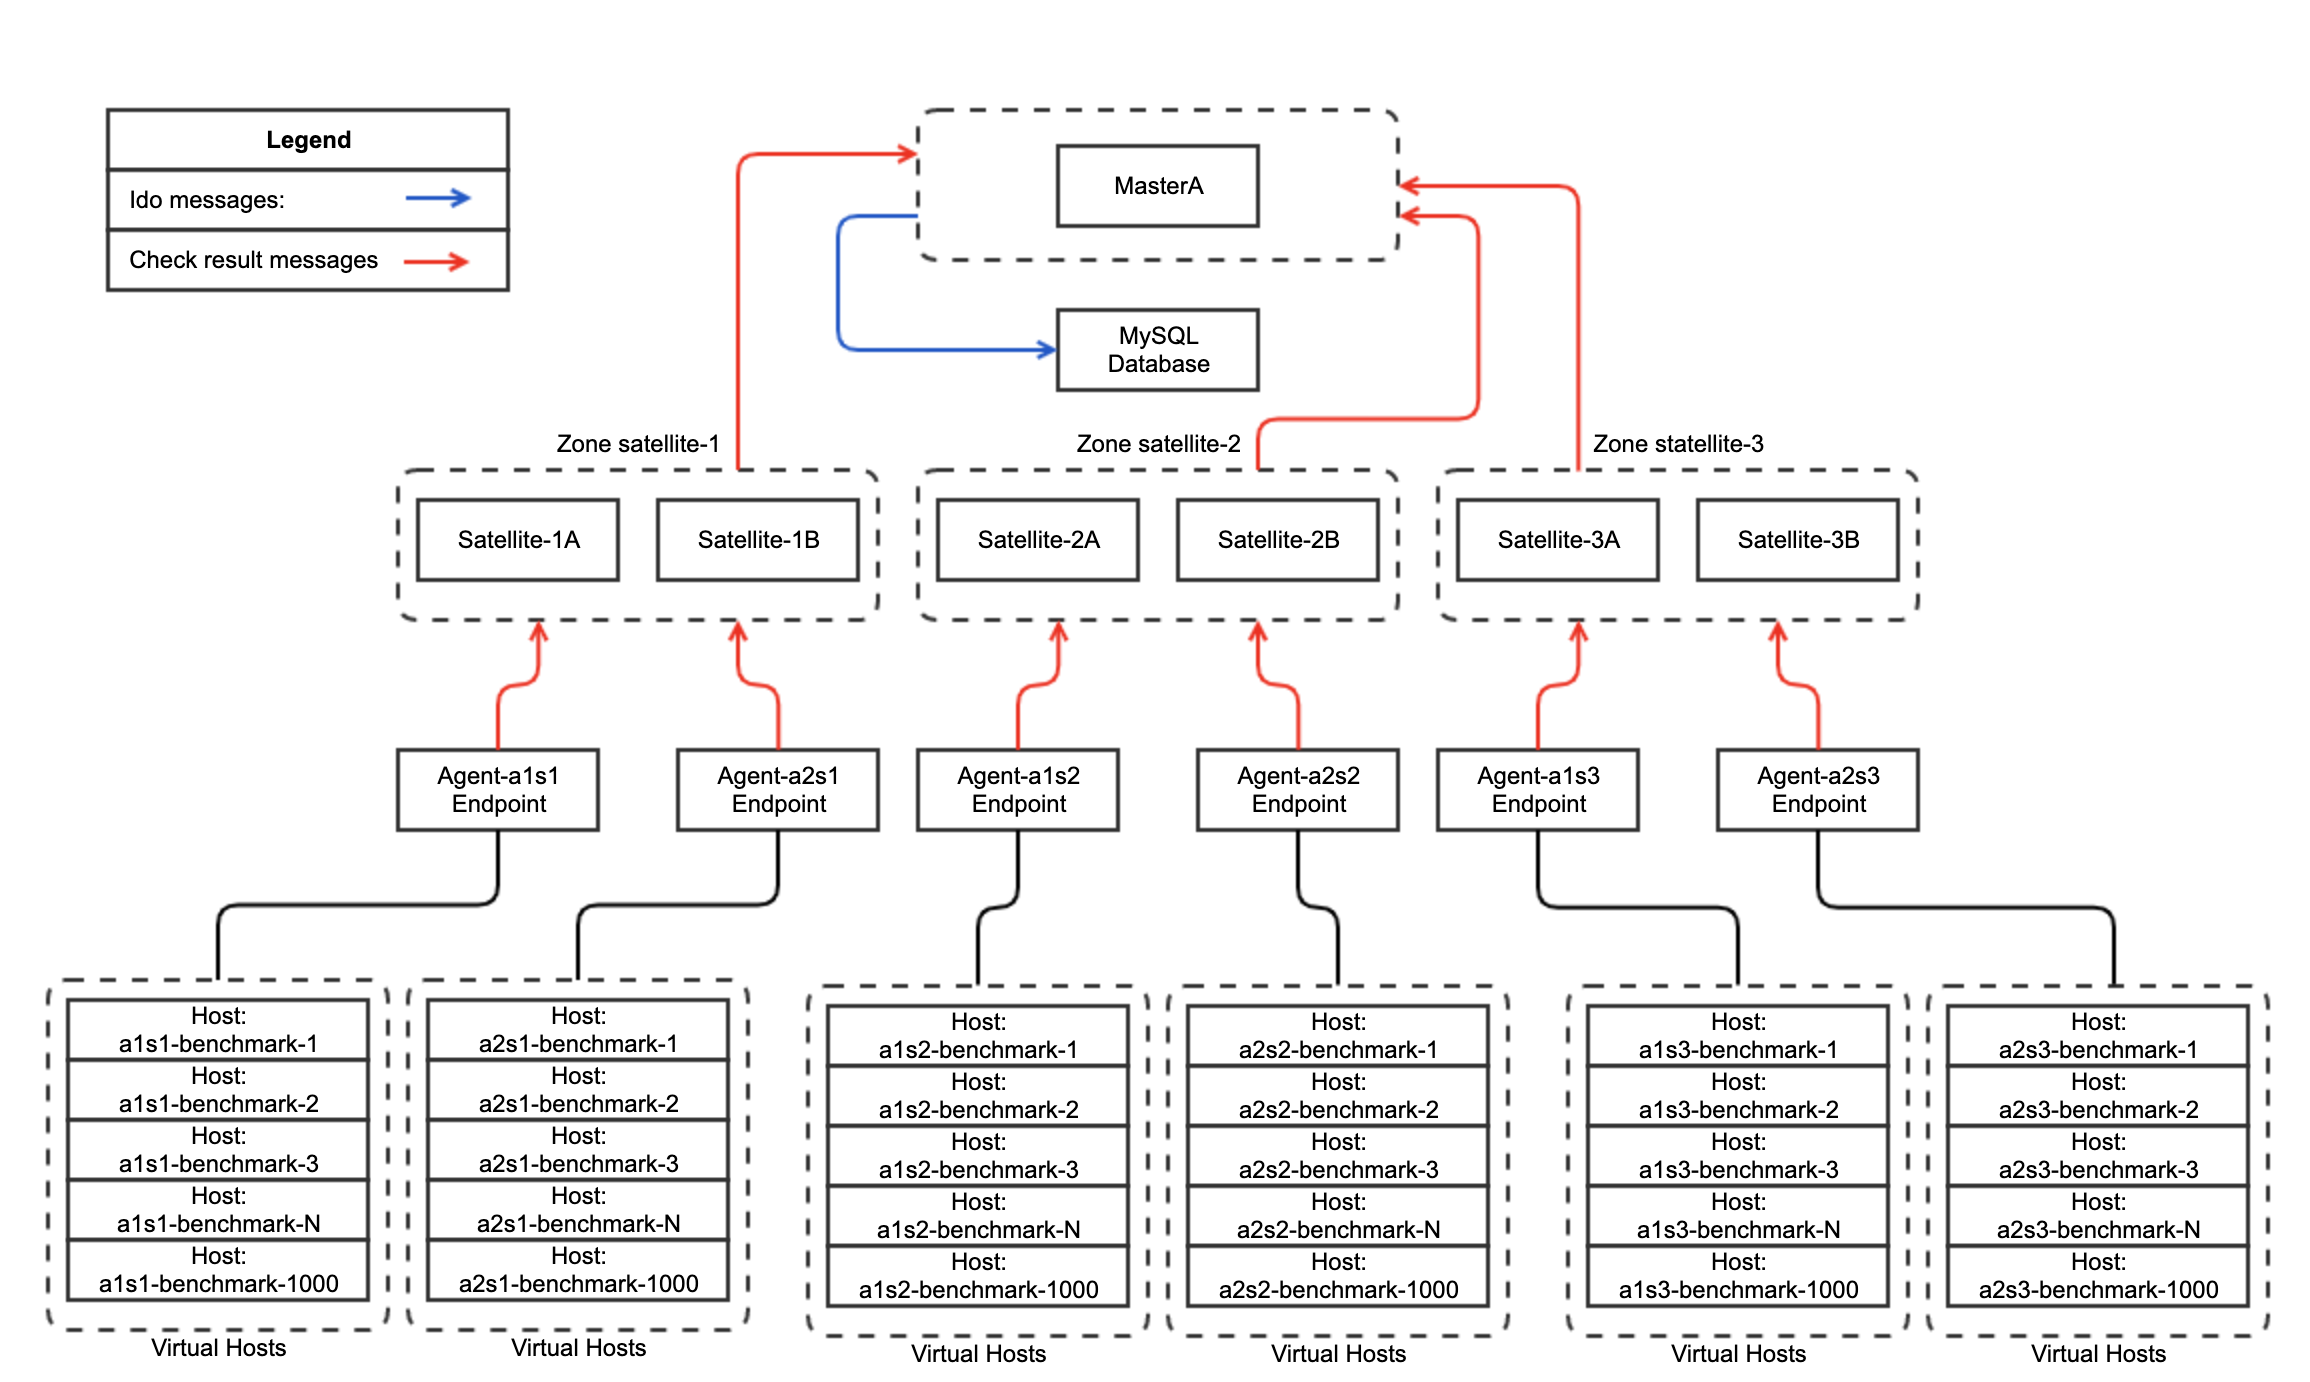 Legend
Ido messages:
Check result messages
MasterA
MySQL
Database
Zone satellite-1
Zone satellite-2
Zone statellite-3
Satellite-1A
Satellite-1B
Satellite-2A
Satellite-2B
Satellite-3A
Satellite-3B
Agent-a1s1
Endpoint
Agent-a2s1
Endpoint
Agent-a1s2
Endpoint
Agent-a2s2
Endpoint
Agent-a1s3
Endpoint
Agent-a2s3
Endpoint
Host:
a1s1-benchmark-1
Host:
a1s1-benchmark-2
Host:
a1s1-benchmark-3
Host:
a1s1-benchmark-N
Host:
a1s1-benchmark-1000
Virtual Hosts
Host:
a2s1-benchmark-1
Host:
a2s1-benchmark-2
Host:
a2s1-benchmark-3
Host:
a2s1-benchmark-N
Host:
a2s1-benchmark-1000
Virtual Hosts
Host:
a1s2-benchmark-1
Host:
a1s2-benchmark-2
Host:
a1s2-benchmark-3
Host:
a1s2-benchmark-N
Host:
a1s2-benchmark-1000
Virtual Hosts
Host:
a2s2-benchmark-1
Host:
a2s2-benchmark-2
Host:
a2s2-benchmark-3
Host:
a2s2-benchmark-N
Host:
a2s2-benchmark-1000
Virtual Hosts
Host:
a1s3-benchmark-1
Host:
a1s3-benchmark-2
Host:
a1s3-benchmark-3
Host:
a1s3-benchmark-N
Host:
a1s3-benchmark-1000
Virtual Hosts
Host:
a2s3-benchmark-1
Host:
a2s3-benchmark-2
Host:
a2s3-benchmark-3
Host:
a2s3-benchmark-N
Host:
a2s3-benchmark-1000
Virtual Hosts